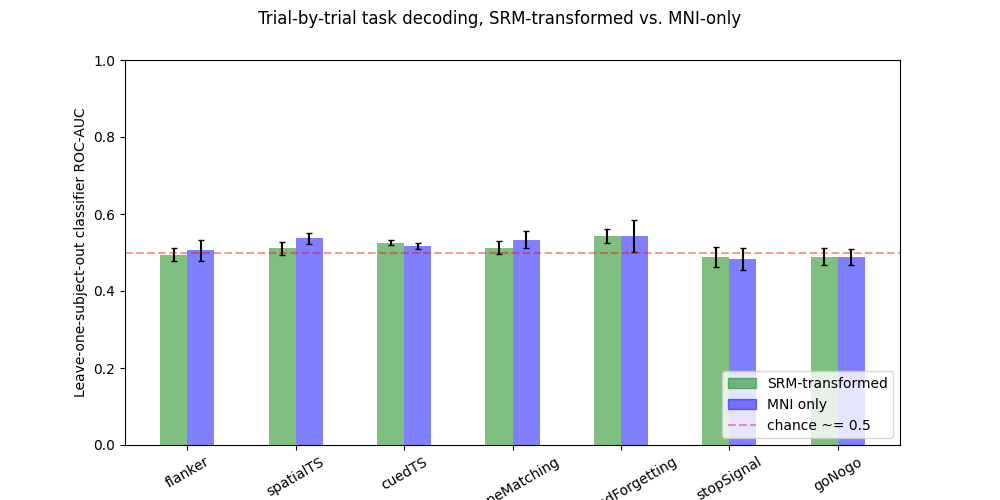 Trial-by-trial task decoding, SRM-transformed vs. MNI-only
Leave-one-subject-out classifier ROC-AUC
1.0
0.8
0.6
0.4
0.2
0.0
SRM-transformed
MNI only
chance ~= 0.5
flanker
spatialTS
cuedTS
peMatching
dForgetting
stopSignal
goNogo